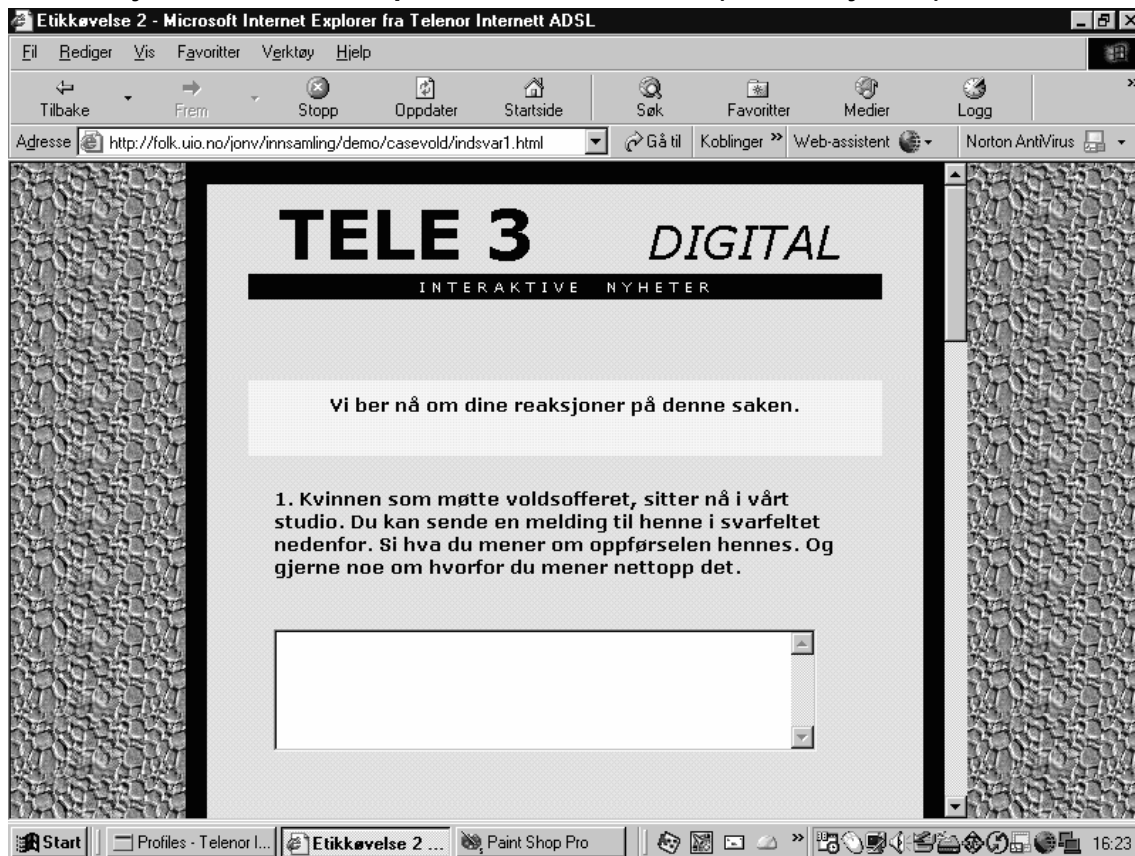 Etikkøvelse 2 - Microsoft Internet Explorer fra Telenor Internett ADSL
Fil Rediger Vis Favoritter Verktøy Hjelp
Tilbake Frem Stopp Oppdater Startside Søk Favoritter Medier Logg »
Adresse http://folk.uio.no/jonv/innsamling/demo/casevold/indsvar1.html Gå til Koblinger » Web-assistent Norton AntiVirus
TELE 3 DIGITAL
INTERAKTIVE NYHETER
Vi ber nå om dine reaksjoner på denne saken.
1. Kvinnen som møtte voldsofferet, sitter nå i vårt
studio. Du kan sende en melding til henne i svarfeltet
nedenfor. Si hva du mener om oppførselen hennes. Og
gjerne noe om hvorfor du mener nettopp det.
Start Profiles - Telenor I... Etikkøvelse 2 ... Paint Shop Pro » 16:23